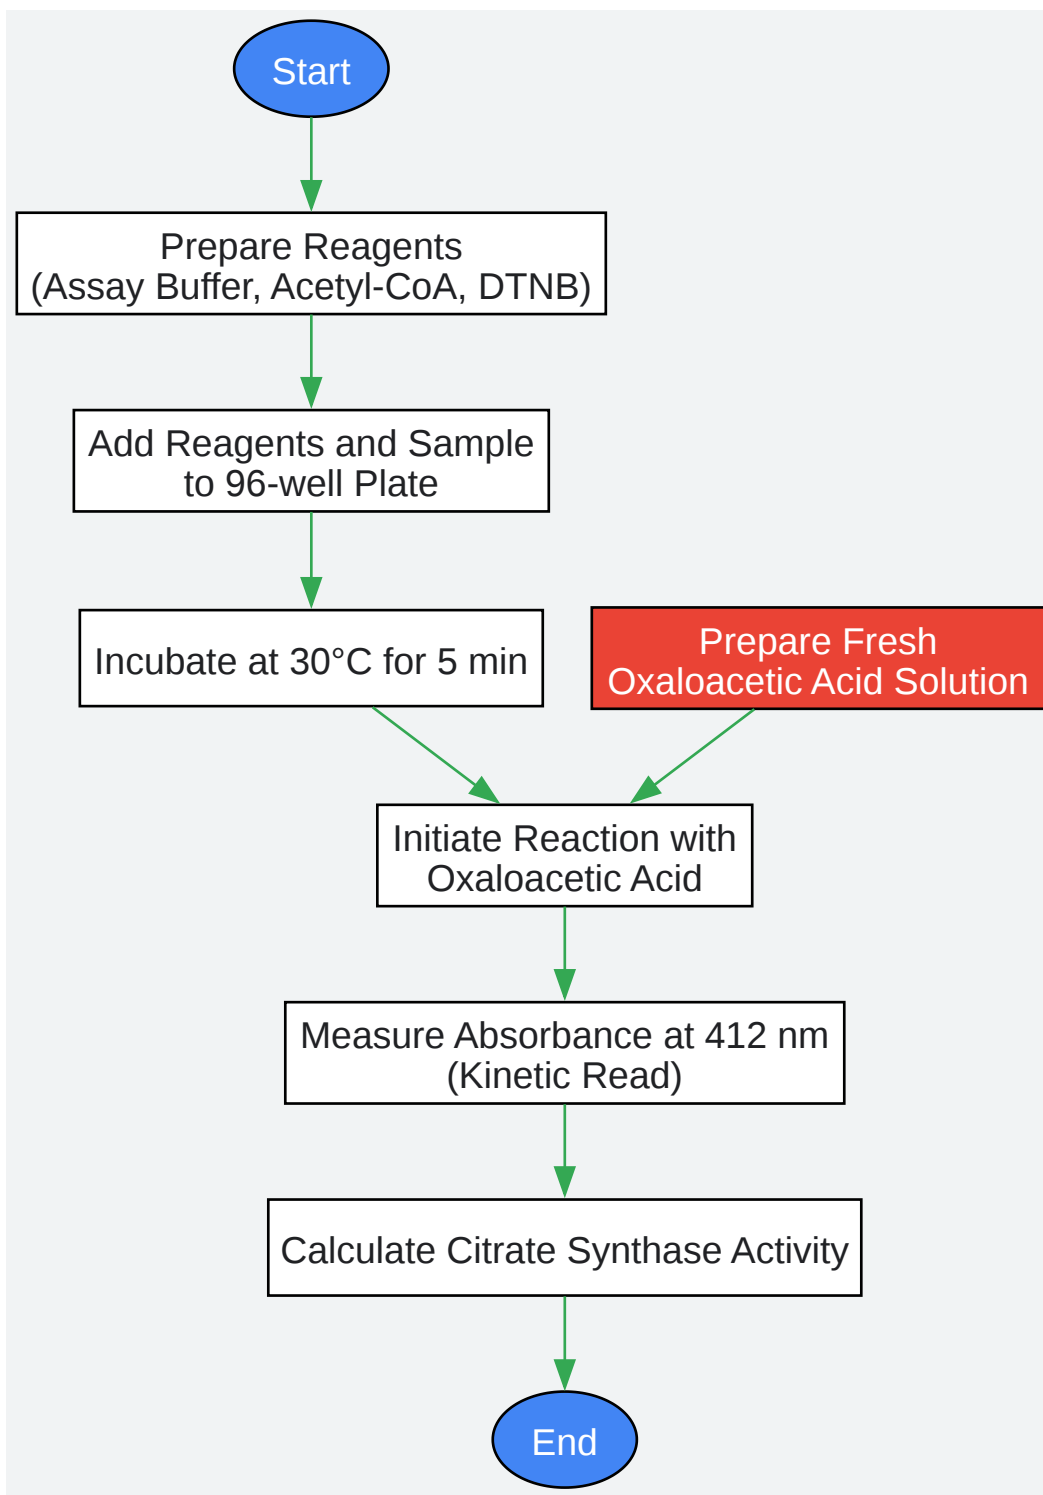 Start
Prepare Reagents
(Assay Buffer, Acetyl-CoA, DTNB)
Add Reagents and Sample
to 96-well Plate
Incubate at 30°C for 5 min
Prepare Fresh
Oxaloacetic Acid Solution
Initiate Reaction with
Oxaloacetic Acid
Measure Absorbance at 412 nm
(Kinetic Read)
Calculate Citrate Synthase Activity
End